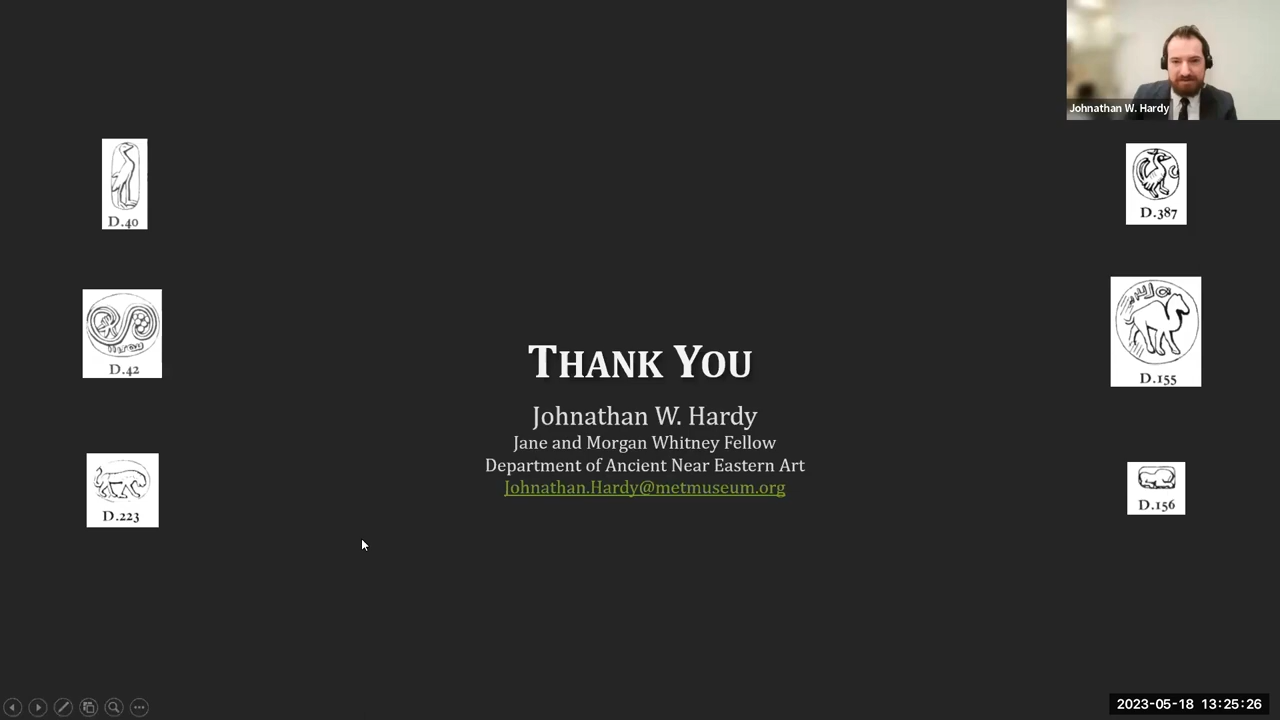 Johnathan W. Hardy
D.40
D.387
D.42
D.155
THANK YOU
Johnathan W. Hardy
Jane and Morgan Whitney Fellow
Department of Ancient Near Eastern Art
Johnathan.Hardy@metmuseum.org
D.223
D.156
2023-05-18 13:25:26